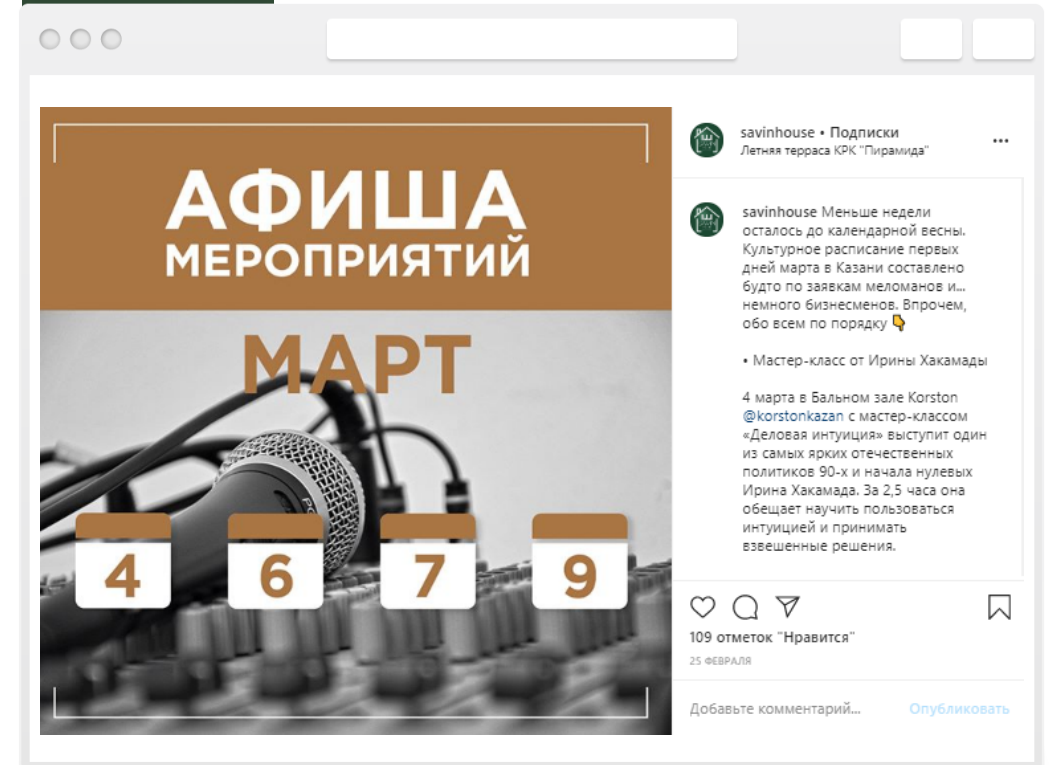 АФИША
МЕРОПРИЯТИЙ
МАРТ
4 6 7 9
savinhouse • Подписки
Летняя терраса КРК "Пирамида"
savinhouse Меньше недели
осталось до календарной весны.
Культурное расписание первых
дней марта в Казани составлено
будто по заявкам меломанов и...
немного бизнесменов. Впрочем,
обо всем по порядку 👇
• Мастер-класс от Ирины Хакамады
4 марта в Бальном зале Korston
@korstonkazan с мастер-классом
«Деловая интуиция» выступит один
из самых ярких отечественных
политиков 90-х и начала нулевых
Ирина Хакамада. За 2,5 часа она
обещает научить пользоваться
интуицией и принимать
взвешенные решения.
109 отметок "Нравится"
25 ФЕВРАЛЯ
Добавьте комментарий... Опубликовать